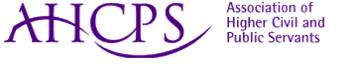 AHCPS
Association of
Higher Civil and
Public Servants